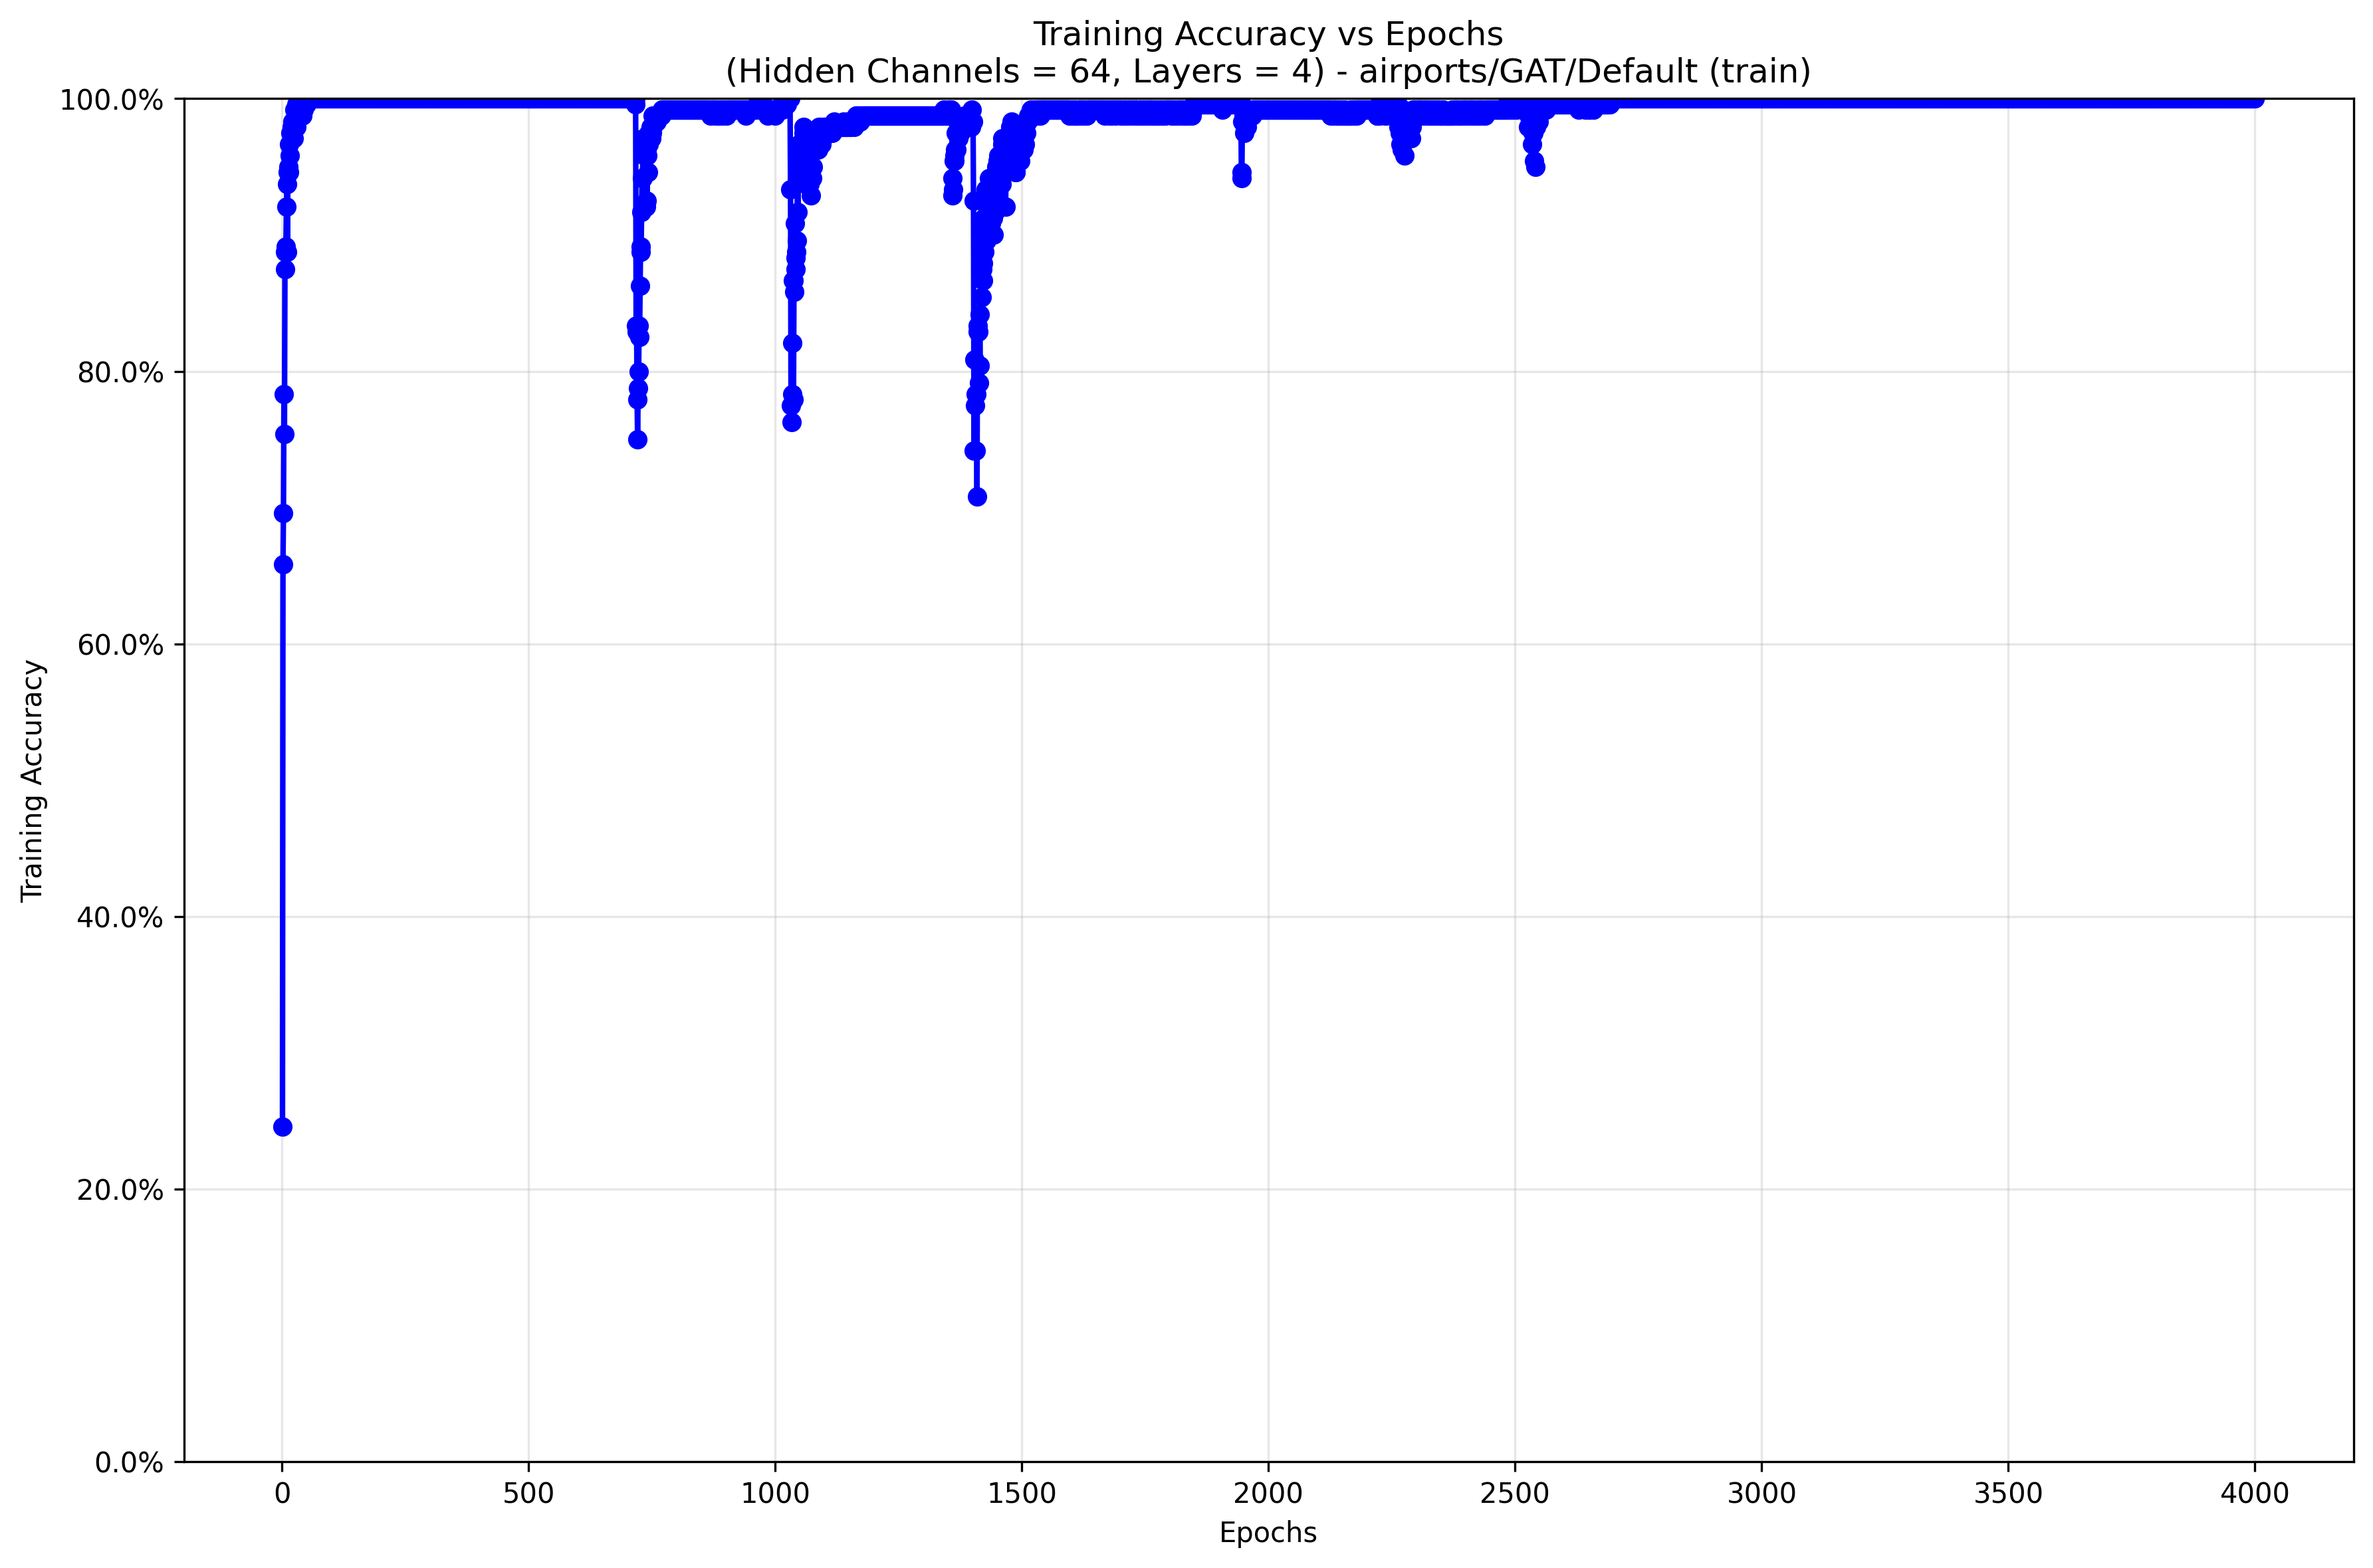 Training Accuracy vs Epochs
(Hidden Channels = 64, Layers = 4) - airports/GAT/Default (train)
100.0%
80.0%
60.0%
40.0%
20.0%
0.0%
Training Accuracy
0 500 1000 1500 2000 2500 3000 3500 4000
Epochs